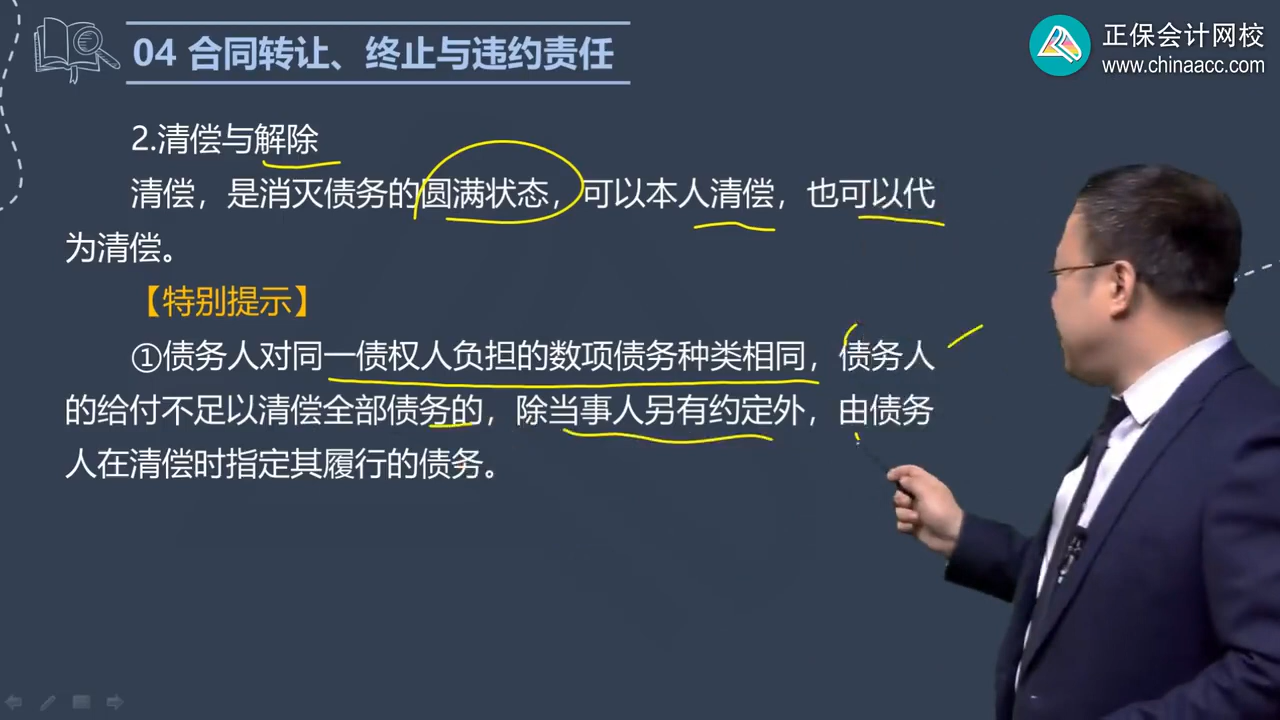 04 合同转让、终止与违约责任
正保会计网校
www.chinaacc.com
2.清偿与解除
清偿，是消灭债务的圆满状态，可以本人清偿，也可以代
为清偿。
【特别提示】
①债务人对同一债权人负担的数项债务种类相同，债务人
的给付不足以清偿全部债务的，除当事人另有约定外，由债务
人在清偿时指定其履行的债务。